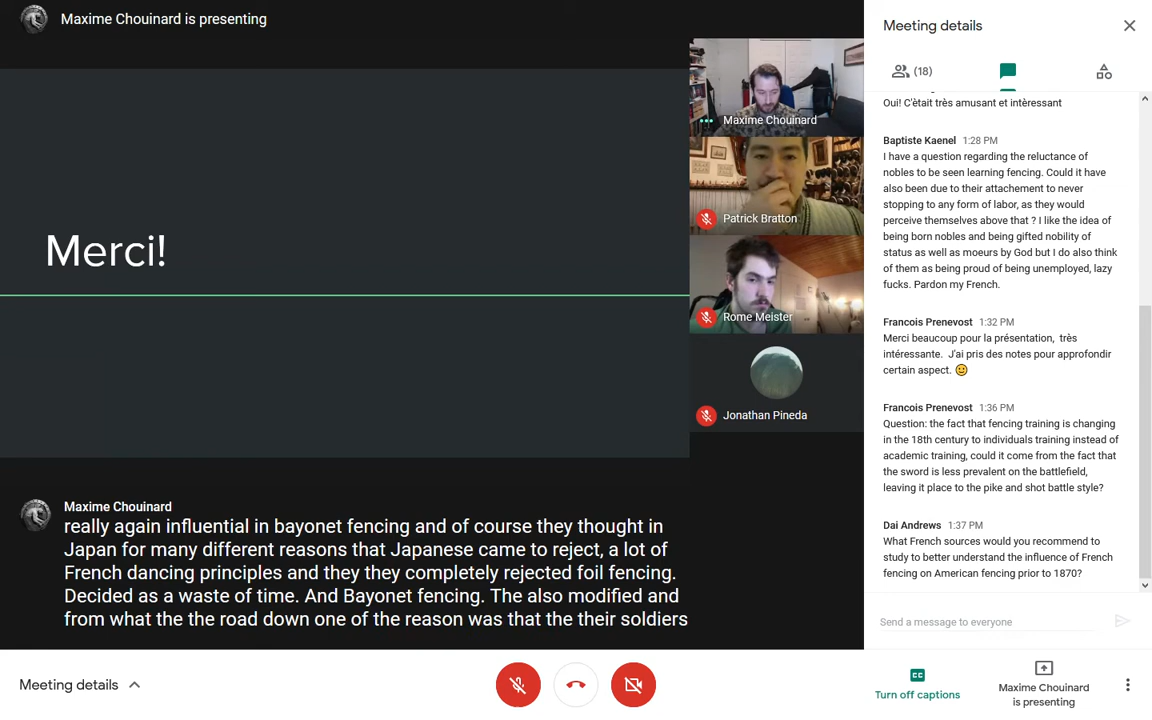 Maxime Chouinard is presenting
Merci!
Maxime Chouinard
Patrick Bratton
Rome Meister
Jonathan Pineda
Maxime Chouinard
really again influential in bayonet fencing and of course they thought in
Japan for many different reasons that Japanese came to reject, a lot of
French dancing principles and they they completely rejected foil fencing.
Decided as a waste of time. And Bayonet fencing. The also modified and
from what the the road down one of the reason was that the their soldiers
Meeting details
(18)
Oui! C'ètait très amusant et intèressant
Baptiste Kaenel 1:28 PM
I have a question regarding the reluctance of
nobles to be seen learning fencing. Could it have
also been due to their attachement to never
stopping to any form of labor, as they would
perceive themselves above that ? I like the idea of
being born nobles and being gifted nobility of
status as well as moeurs by God but I do also think
of them as being proud of being unemployed, lazy
fucks. Pardon my French.
Francois Prenevost 1:32 PM
Merci beaucoup pour la présentation, très
intéressante. J'ai pris des notes pour approfondir
certain aspect. 🙂
Francois Prenevost 1:36 PM
Question: the fact that fencing training is changing
in the 18th century to individuals training instead of
academic training, could it come from the fact that
the sword is less prevalent on the battlefield,
leaving it place to the pike and shot battle style?
Dai Andrews 1:37 PM
What French sources would you recommend to
study to better understand the influence of French
fencing on American fencing prior to 1870?
Send a message to everyone
Meeting details
CC
Turn off captions
Maxime Chouinard
is presenting